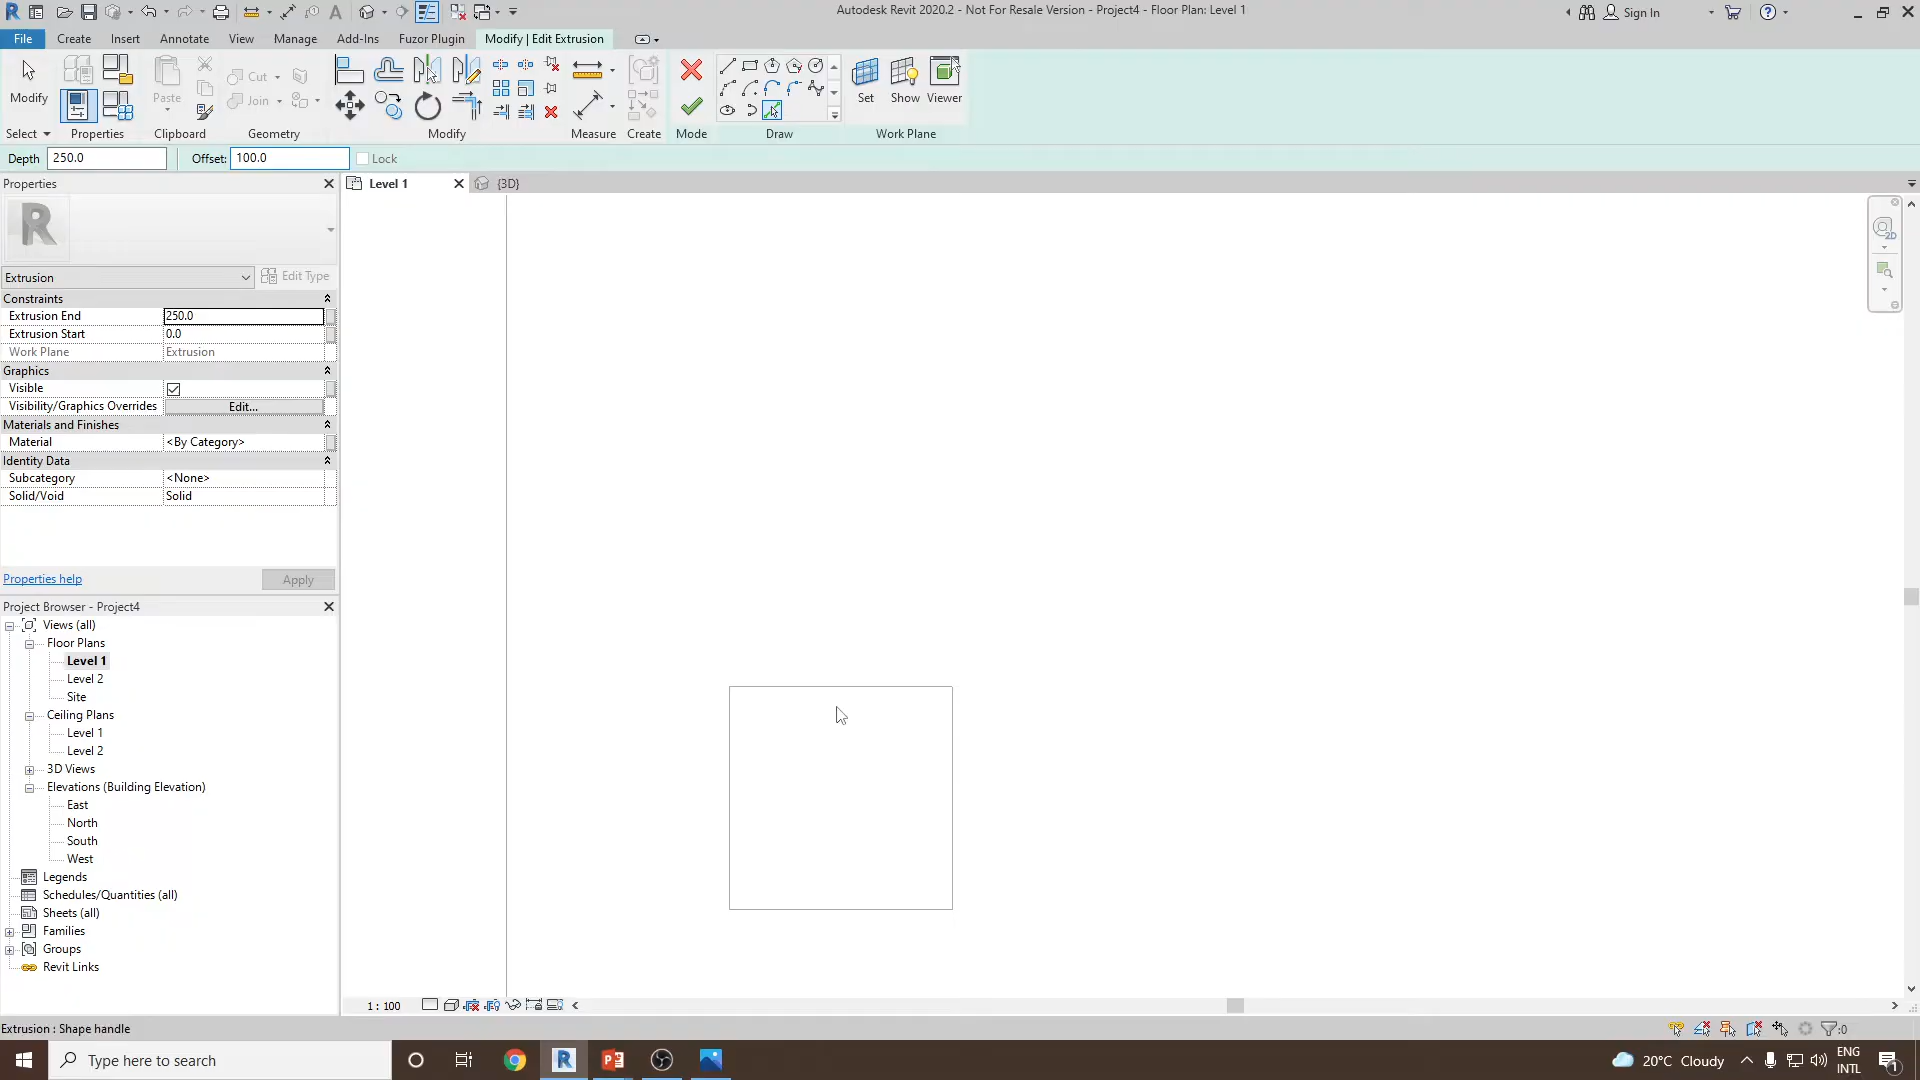 Autodesk Revit 2020.2 - Not For Resale Version - Project4 - Floor Plan: Level 1
Sign In
File Create Insert Annotate View Manage Add-Ins Fuzor Plugin Modify | Edit Extrusion
Modify
Paste
Cut
Join
Set Show Viewer
Select Properties Clipboard Geometry Modify Measure Create Mode Draw Work Plane
Depth 250.0 Offset: 100.0 Lock
Properties
Level 1 {3D}
R
2D
Extrusion Edit Type
Constraints
Extrusion End 250.0
Extrusion Start 0.0
Work Plane Extrusion
Graphics
Visible
Visibility/Graphics Overrides Edit...
Materials and Finishes
Material <By Category>
Identity Data
Subcategory <None>
Solid/Void Solid
Properties help Apply
Project Browser - Project4
Views (all)
Floor Plans
Level 1
Level 2
Site
Ceiling Plans
Level 1
Level 2
3D Views
Elevations (Building Elevation)
East
North
South
West
Legends
Schedules/Quantities (all)
Sheets (all)
Families
Groups
Revit Links
1 : 100
Extrusion : Shape handle
:0
Type here to search
20°C Cloudy
ENG
INTL
1